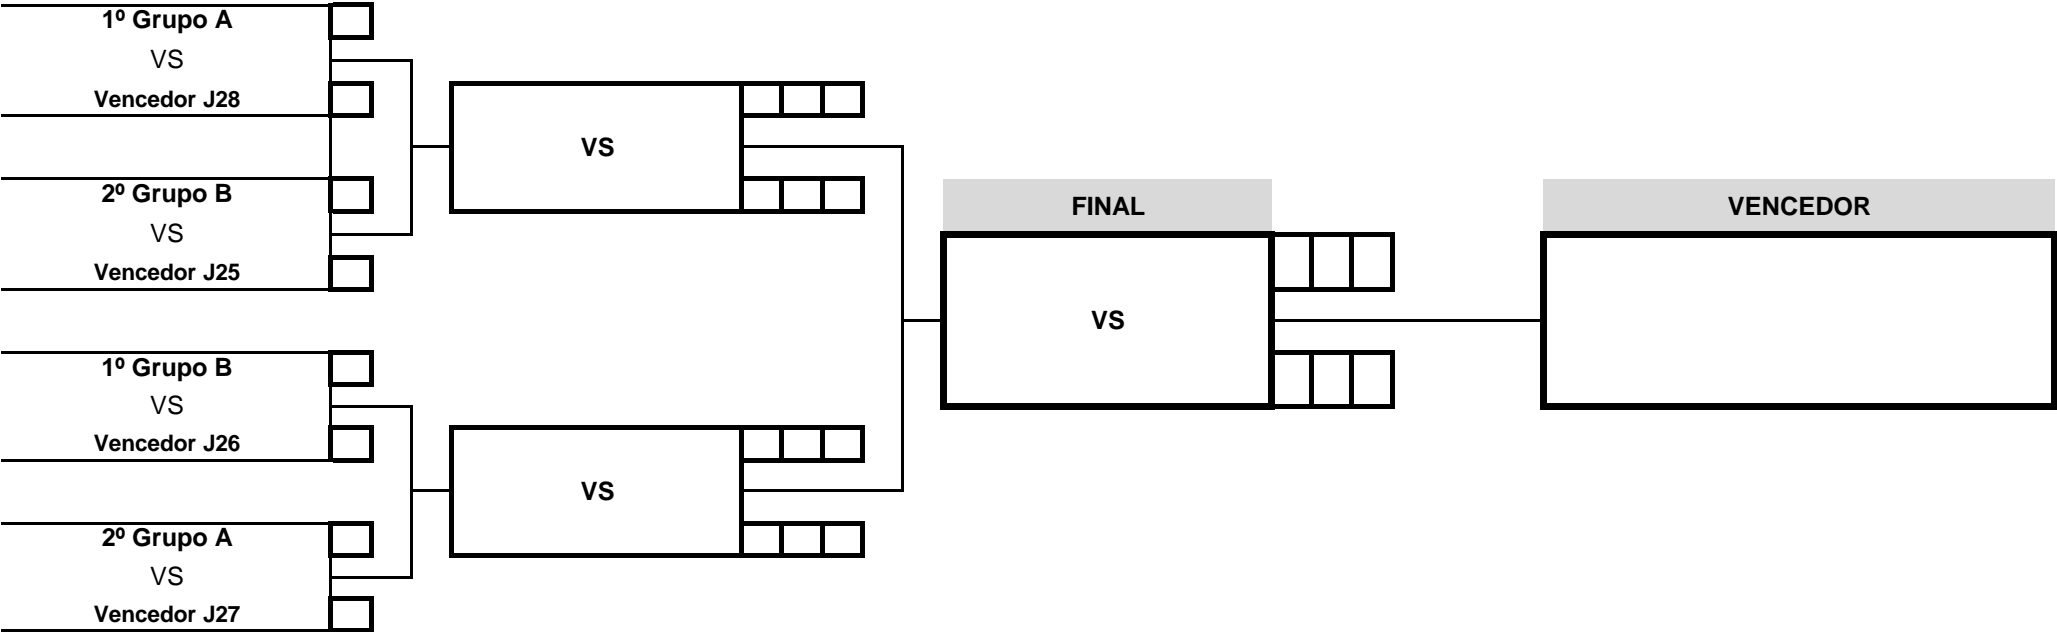 1º Grupo A
VS
Vencedor J28
2º Grupo B
VS
Vencedor J25
1º Grupo B
VS
Vencedor J26
2º Grupo A
VS
Vencedor J27
VS
VS
FINAL
VS
VENCEDOR